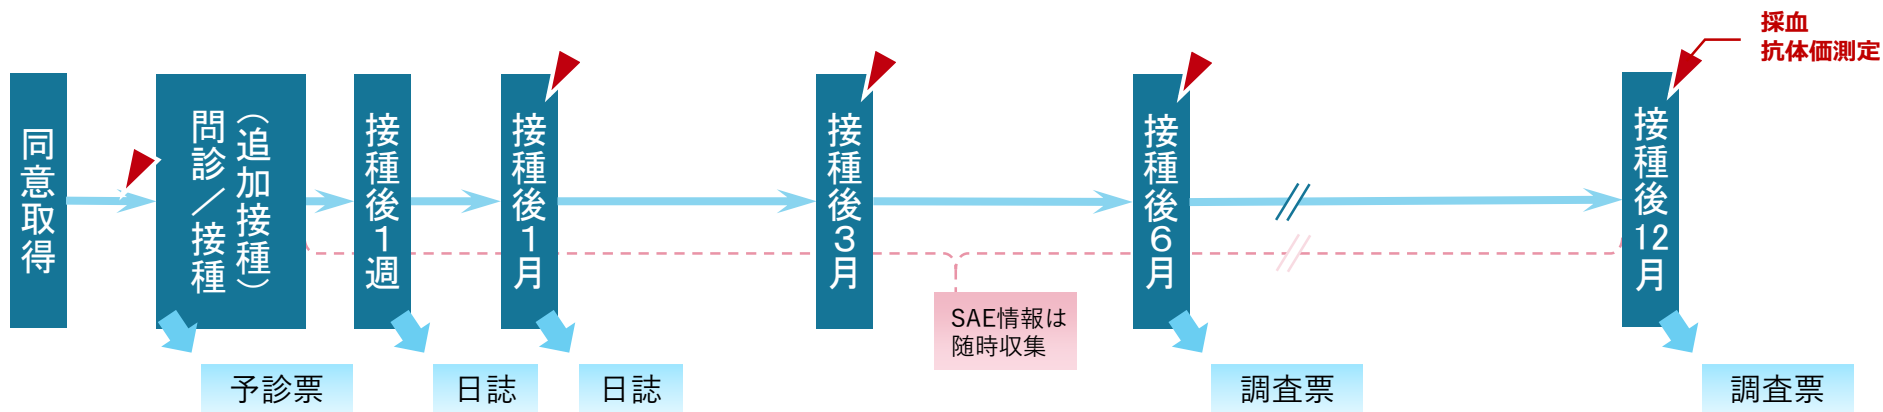 採血
抗体価測定
同意取得
(追加接種)
問診/接種
接種後1週
接種後1月
接種後3月
接種後6月
接種後12月
SAE情報は
随時収集
予診票
日誌
日誌
調査票
調査票